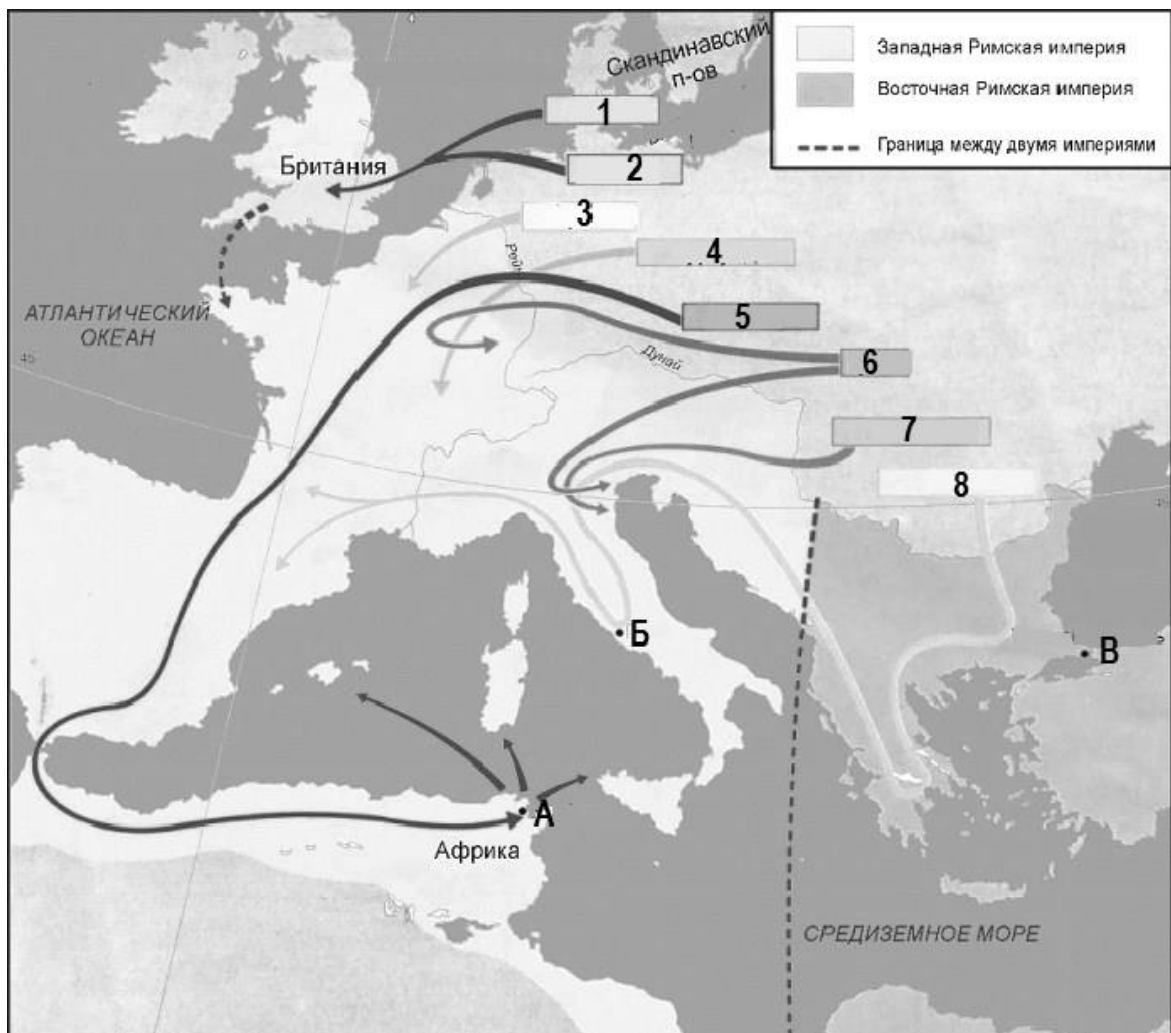 Западная Римская империя
Восточная Римская империя
Граница между двумя империями
Скандинавский
п-ов
1
Британия
2
3
4
Рейн
АТЛАНТИЧЕСКИЙ
ОКЕАН
5
45
Дунай
6
7
8
Б
В
А
Африка
СРЕДИЗЕМНОЕ МОРЕ